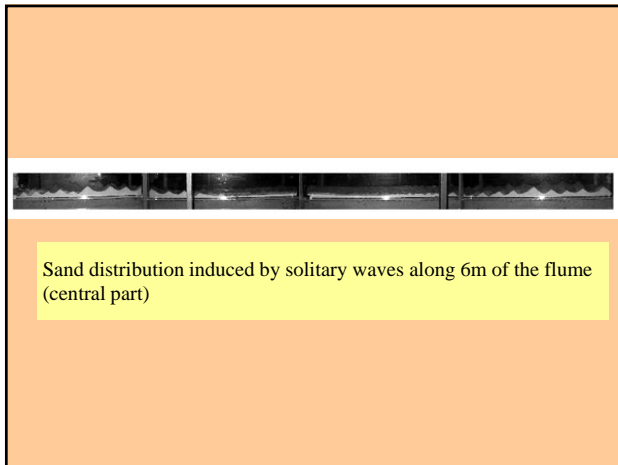 Sand distribution induced by solitary waves along 6m of the flume
(central part)